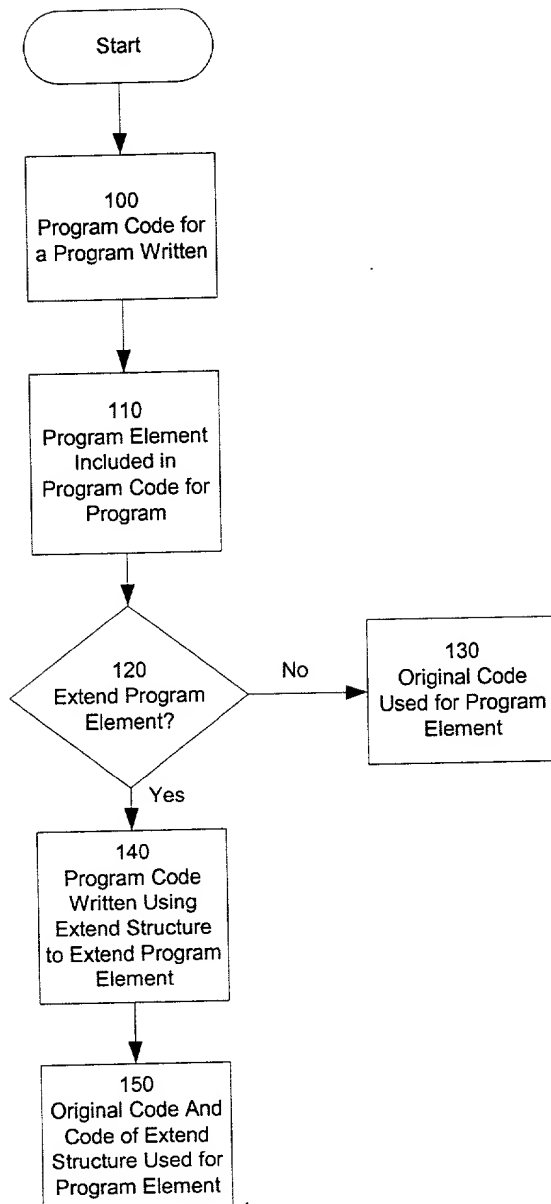 Start
100
Program Code for
a Program Written
110
Program Element
Included in
Program Code for
Program
120
Extend Program
Element?
No
130
Original Code
Used for Program
Element
Yes
140
Program Code
Written Using
Extend Structure
to Extend Program
Element
150
Original Code And
Code of Extend
Structure Used for
Program Element